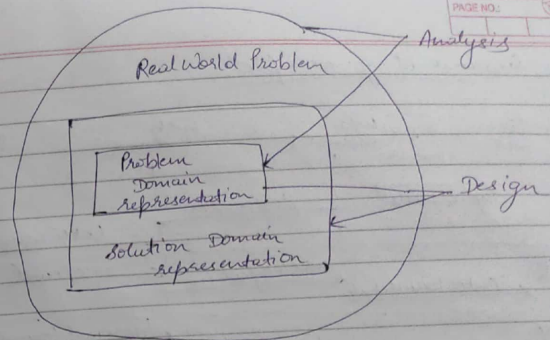 PAGE NO.:
Analysis
Real World Problem
Problem
Domain
representation
Design
Solution Domain
representation